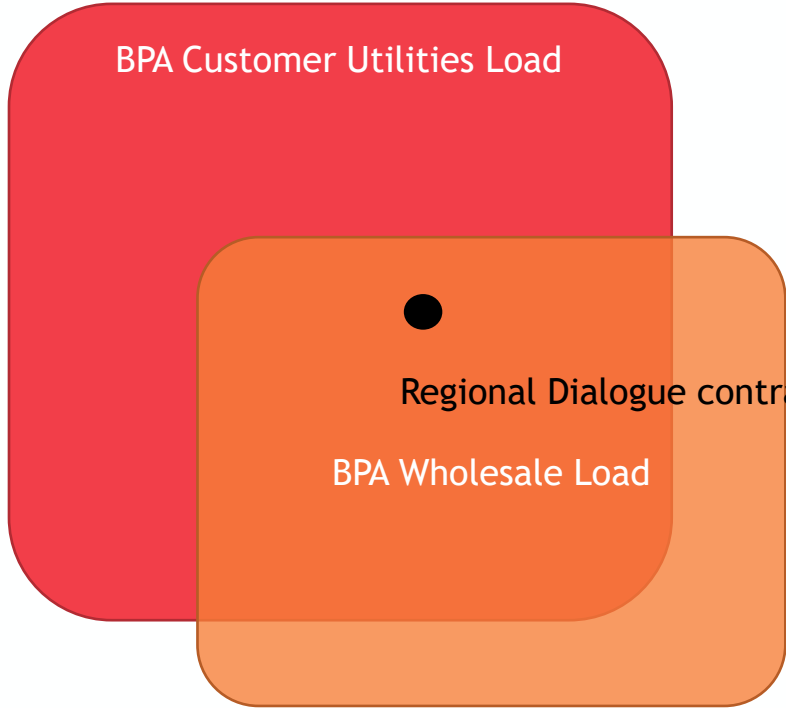 BPA Customer Utilities Load
Regional Dialogue contra
BPA Wholesale Load